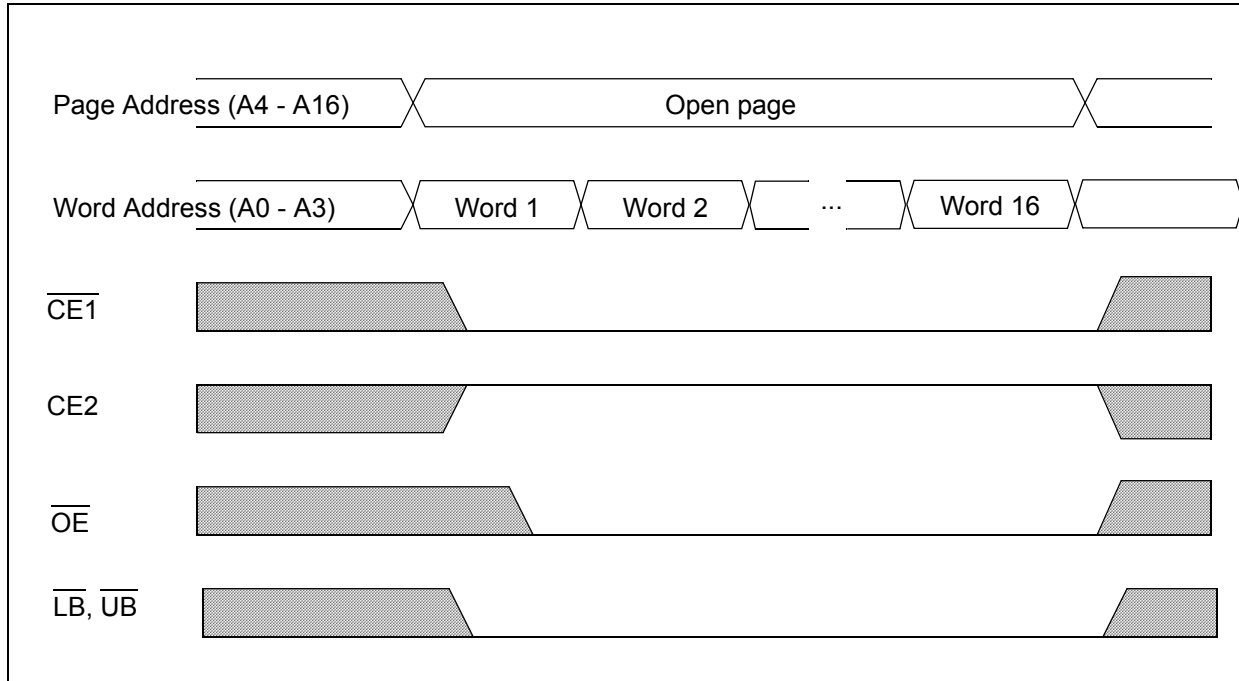 Page Address (A4 - A16) Open page
Word Address (A0 - A3) Word 1 Word 2 ... Word 16
CE1
CE2
OE
LB, UB